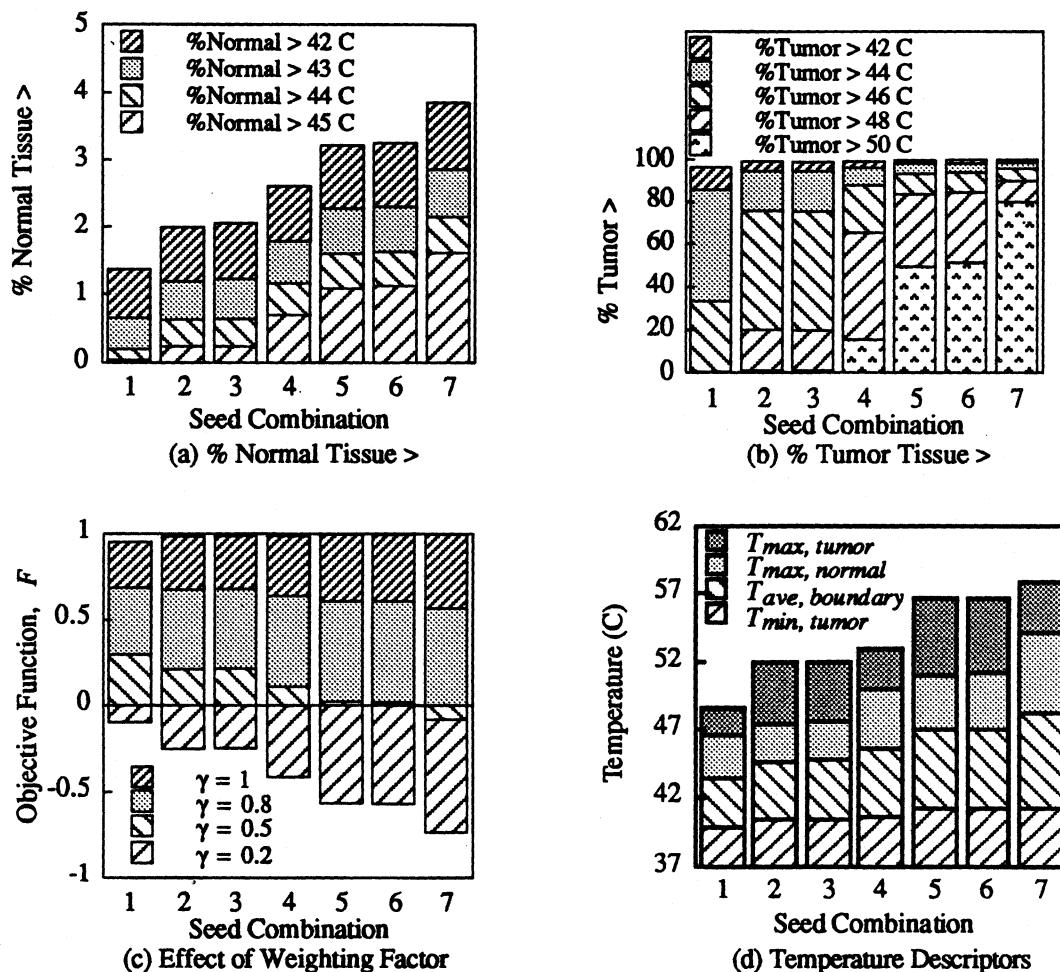 5
4
3
2
1
0
% Normal Tissue >
%Normal > 42 C
%Normal > 43 C
%Normal > 44 C
%Normal > 45 C
1 2 3 4 5 6 7
Seed Combination
(a) % Normal Tissue >
100
80
60
40
20
0
% Tumor >
%Tumor > 42 C
%Tumor > 44 C
%Tumor > 46 C
%Tumor > 48 C
%Tumor > 50 C
1 2 3 4 5 6 7
Seed Combination
(b) % Tumor Tissue >
1
0.5
0
-0.5
-1
Objective Function, F
γ = 1
γ = 0.8
γ = 0.5
γ = 0.2
1 2 3 4 5 6 7
Seed Combination
(c) Effect of Weighting Factor
62
57
52
47
42
37
Temperature (C)
Tmax, tumor
Tmax, normal
Tave, boundary
Tmin, tumor
1 2 3 4 5 6 7
Seed Combination
(d) Temperature Descriptors